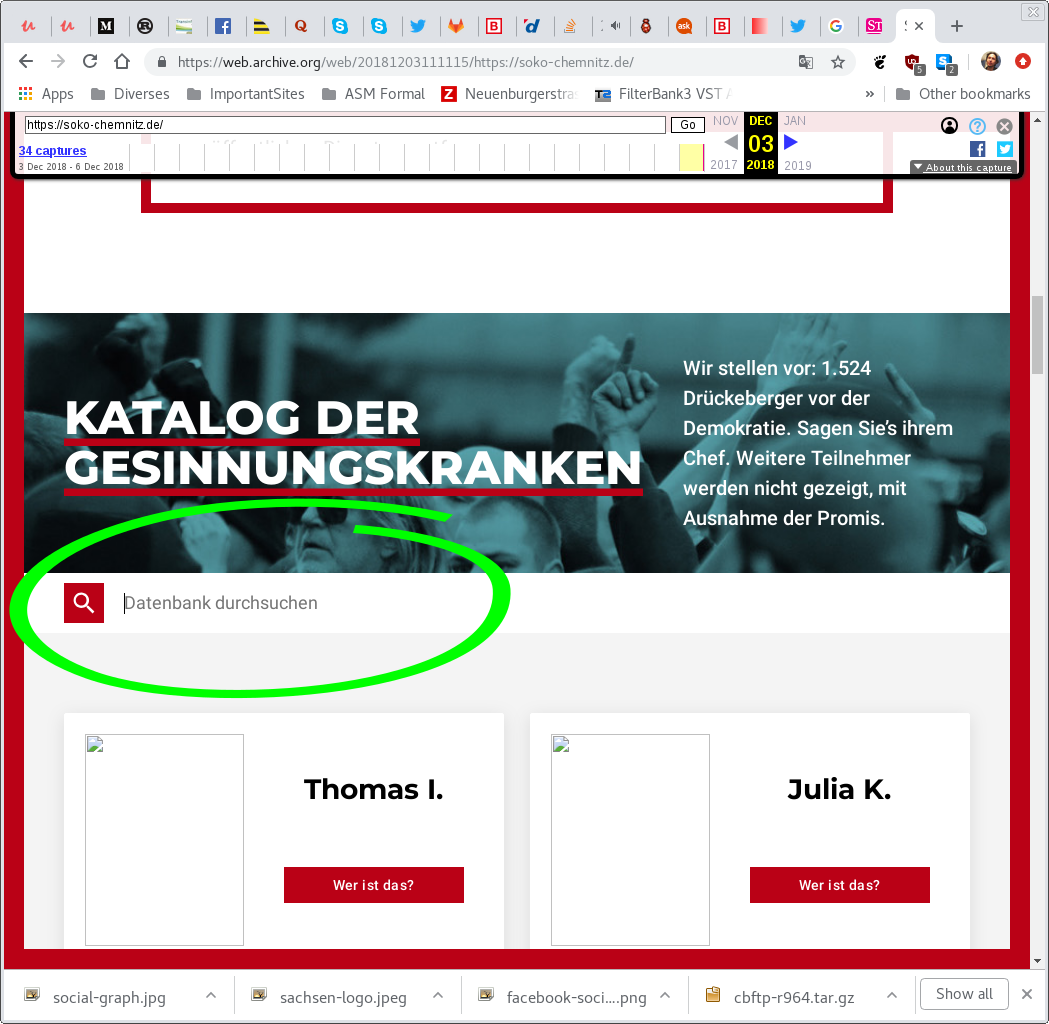 https://web.archive.org/web/20181203111115/https://soko-chemnitz.de/
5
2
Apps
Diverses
ImportantSites
ASM Formal
Neuenburgerstras
FilterBank3 VST
»
Other bookmarks
https://soko-chemnitz.de/
Go
NOV
DEC
JAN
34 captures
03
3 Dec 2018 - 6 Dec 2018
2017
2018
2019
About this capture
KATALOG DER
GESINNUNGSKRANKEN
Wir stellen vor: 1.524
Drückeberger vor der
Demokratie. Sagen Sie's ihrem
Chef. Weitere Teilnehmer
werden nicht gezeigt, mit
Ausnahme der Promis.
Datenbank durchsuchen
Thomas I.
Wer ist das?
Julia K.
Wer ist das?
social-graph.jpg
sachsen-logo.jpeg
facebook-soci....png
cbftp-r964.tar.gz
Show all